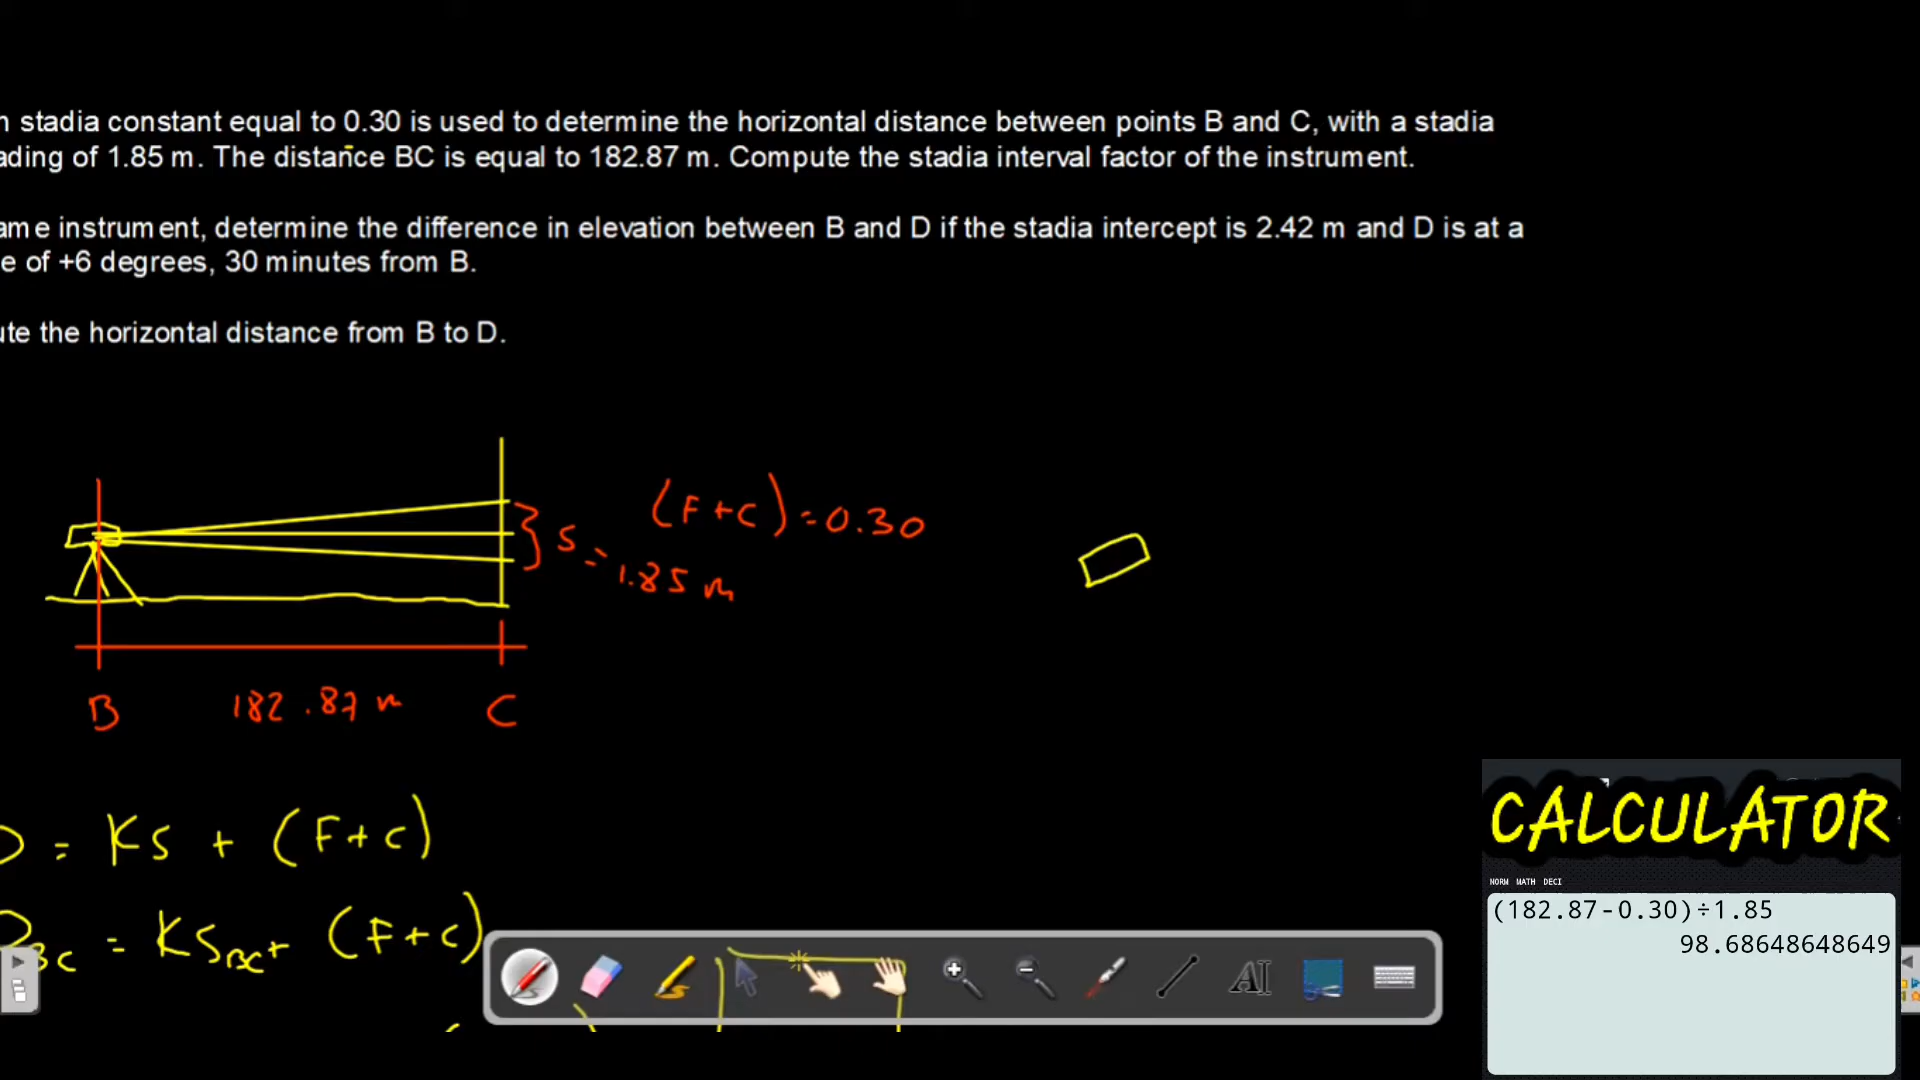 stadia constant equal to 0.30 is used to determine the horizontal distance between points B and C, with a stadia
ading of 1.85 m. The distance BC is equal to 182.87 m. Compute the stadia interval factor of the instrument.
ame instrument, determine the difference in elevation between B and D if the stadia intercept is 2.42 m and D is at a
e of +6 degrees, 30 minutes from B.
ute the horizontal distance from B to D.
(F+C) = 0.30
S = 1.85 m
B 182.87 m C
D = KS + (F+C)
BC = KS BC + (F+C)
AI
CALCULATOR
NORM MATH DECI
(182.87-0.30)÷1.85
98.68648648649